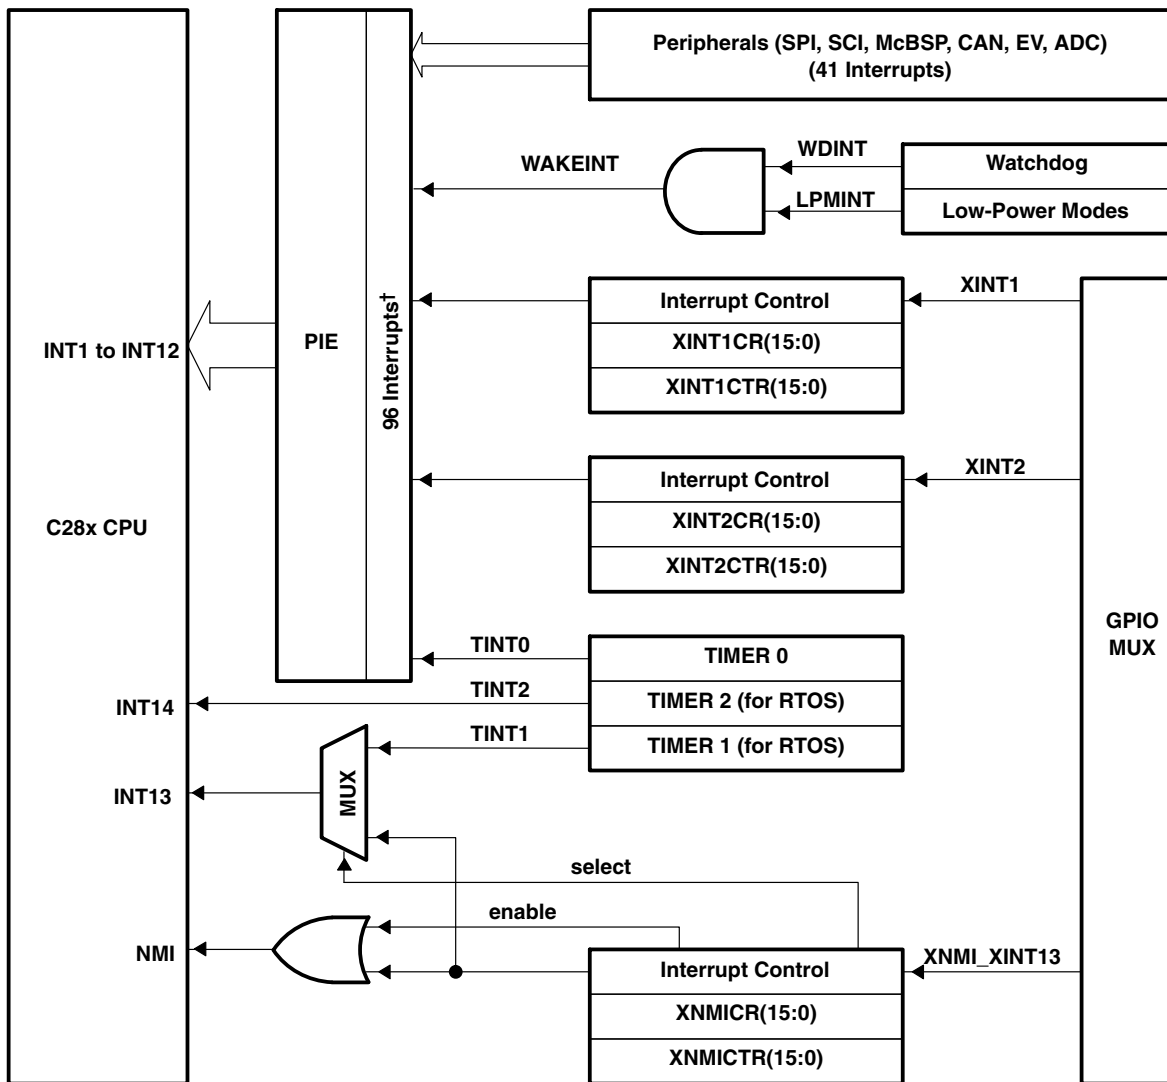 Peripherals (SPI, SCI, McBSP, CAN, EV, ADC)
(41 Interrupts)
WDINT
WAKEINT
Watchdog
LPMINT
Low-Power Modes
XINT1
Interrupt Control
96 Interrupts†
PIE
INT1 to INT12
XINT1CR(15:0)
XINT1CTR(15:0)
XINT2
Interrupt Control
C28x CPU
XINT2CR(15:0)
XINT2CTR(15:0)
GPIO
MUX
TINT0
TIMER 0
TINT2
INT14
TIMER 2 (for RTOS)
TINT1
TIMER 1 (for RTOS)
INT13
MUX
select
enable
NMI
XNMI_XINT13
Interrupt Control
XNMICR(15:0)
XNMICTR(15:0)